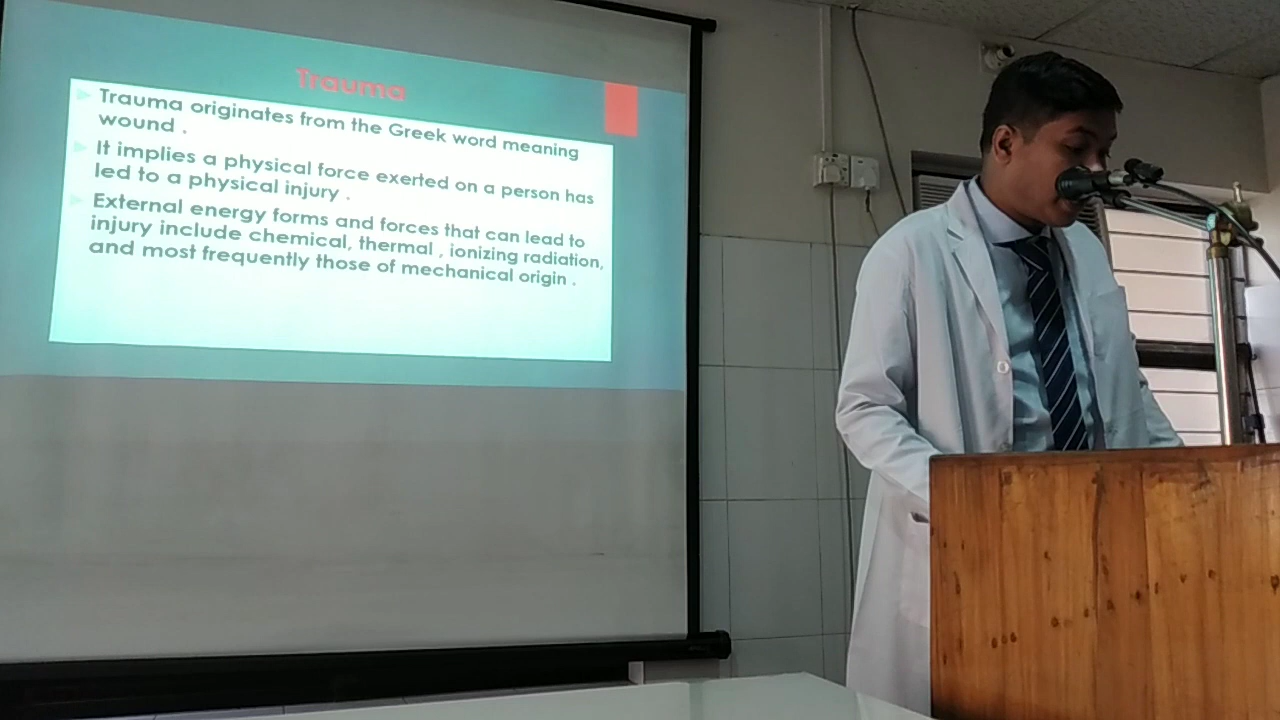 Trauma
Trauma originates from the Greek word meaning
wound .
It implies a physical force exerted on a person has
led to a physical injury .
External energy forms and forces that can lead to
injury include chemical, thermal , ionizing radiation,
and most frequently those of mechanical origin .